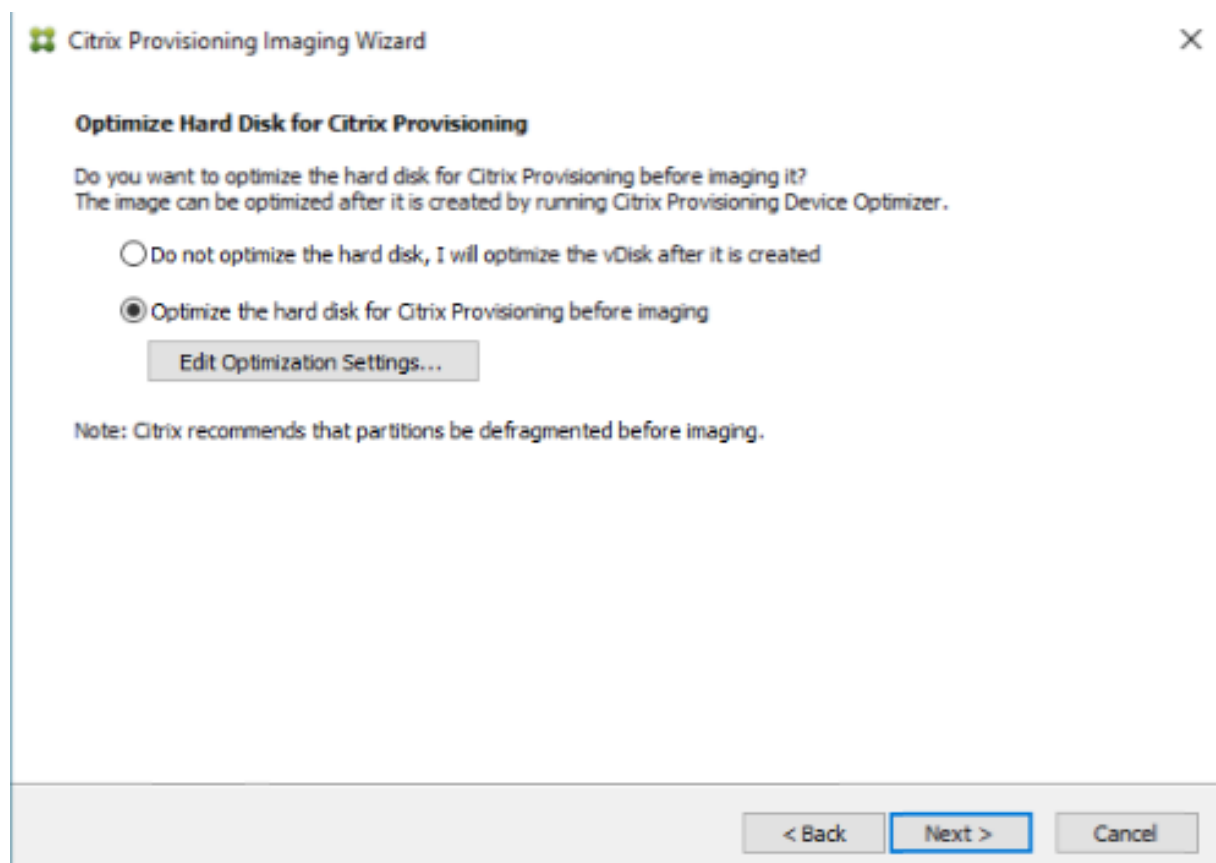 Citrix Provisioning Imaging Wizard
Optimize Hard Disk for Citrix Provisioning
Do you want to optimize the hard disk for Citrix Provisioning before imaging it?
The image can be optimized after it is created by running Citrix Provisioning Device Optimizer.
Do not optimize the hard disk, I will optimize the vDisk after it is created
Optimize the hard disk for Citrix Provisioning before imaging
Edit Optimization Settings...
Note: Citrix recommends that partitions be defragmented before imaging.
< Back Next > Cancel